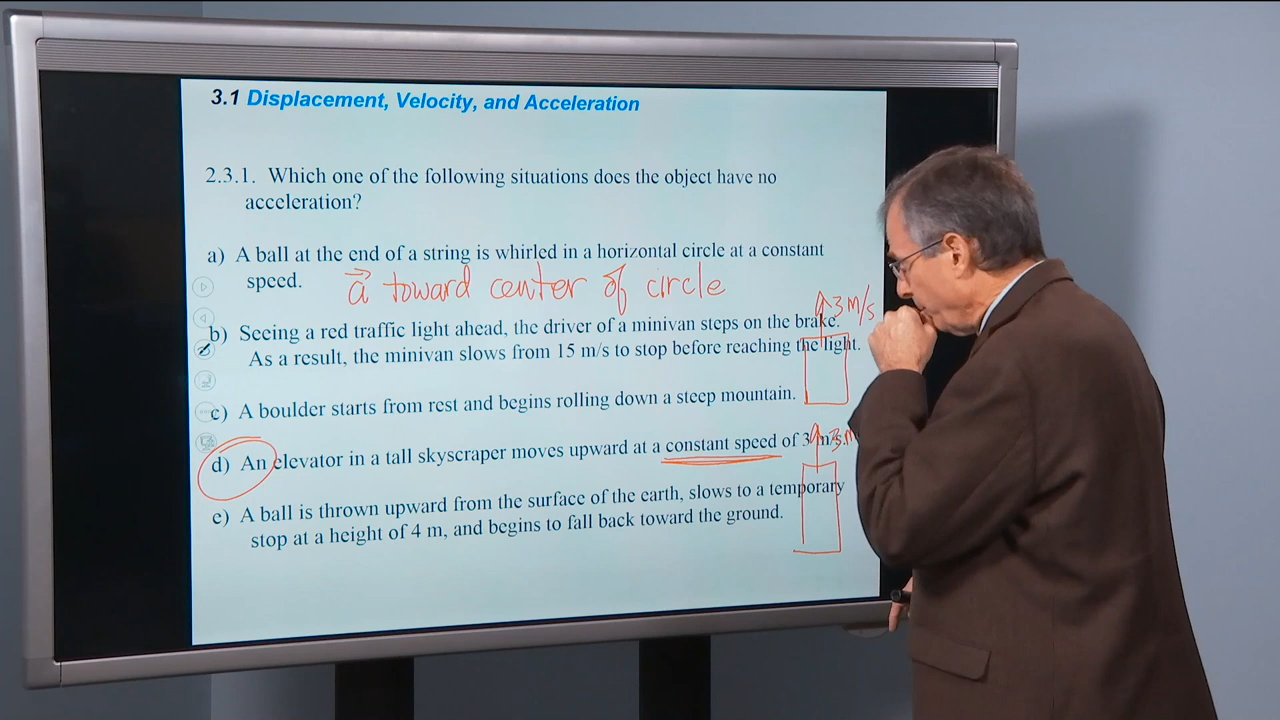 3.1 Displacement, Velocity, and Acceleration
2.3.1. Which one of the following situations does the object have no
acceleration?
a) A ball at the end of a string is whirled in a horizontal circle at a constant
speed. a⃗ toward center of circle
b) Seeing a red traffic light ahead, the driver of a minivan steps on the brake.
3 m/s
As a result, the minivan slows from 15 m/s to stop before reaching the light.
c) A boulder starts from rest and begins rolling down a steep mountain.
d) An elevator in a tall skyscraper moves upward at a constant speed of 3 m/s.
3 m
e) A ball is thrown upward from the surface of the earth, slows to a temporary
stop at a height of 4 m, and begins to fall back toward the ground.